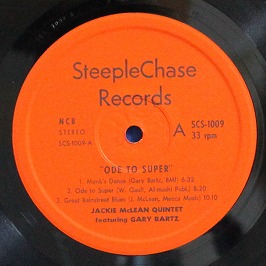 SteepleChase
Records
NCB
STEREO
SCS-1009-A
A
SCS-1009
33 rpm
"ODE TO SUPER"
1. Monk's Dance (Gary Bartz, BMI) 6.32
2. Ode to Super (W. Gault, Al-mushi Publ.) 8.20
3. Great Rainstreet Blues (J. McLean, Mecca Music) 10.10
JACKIE McLEAN QUINTET
featuring GARY BARTZ